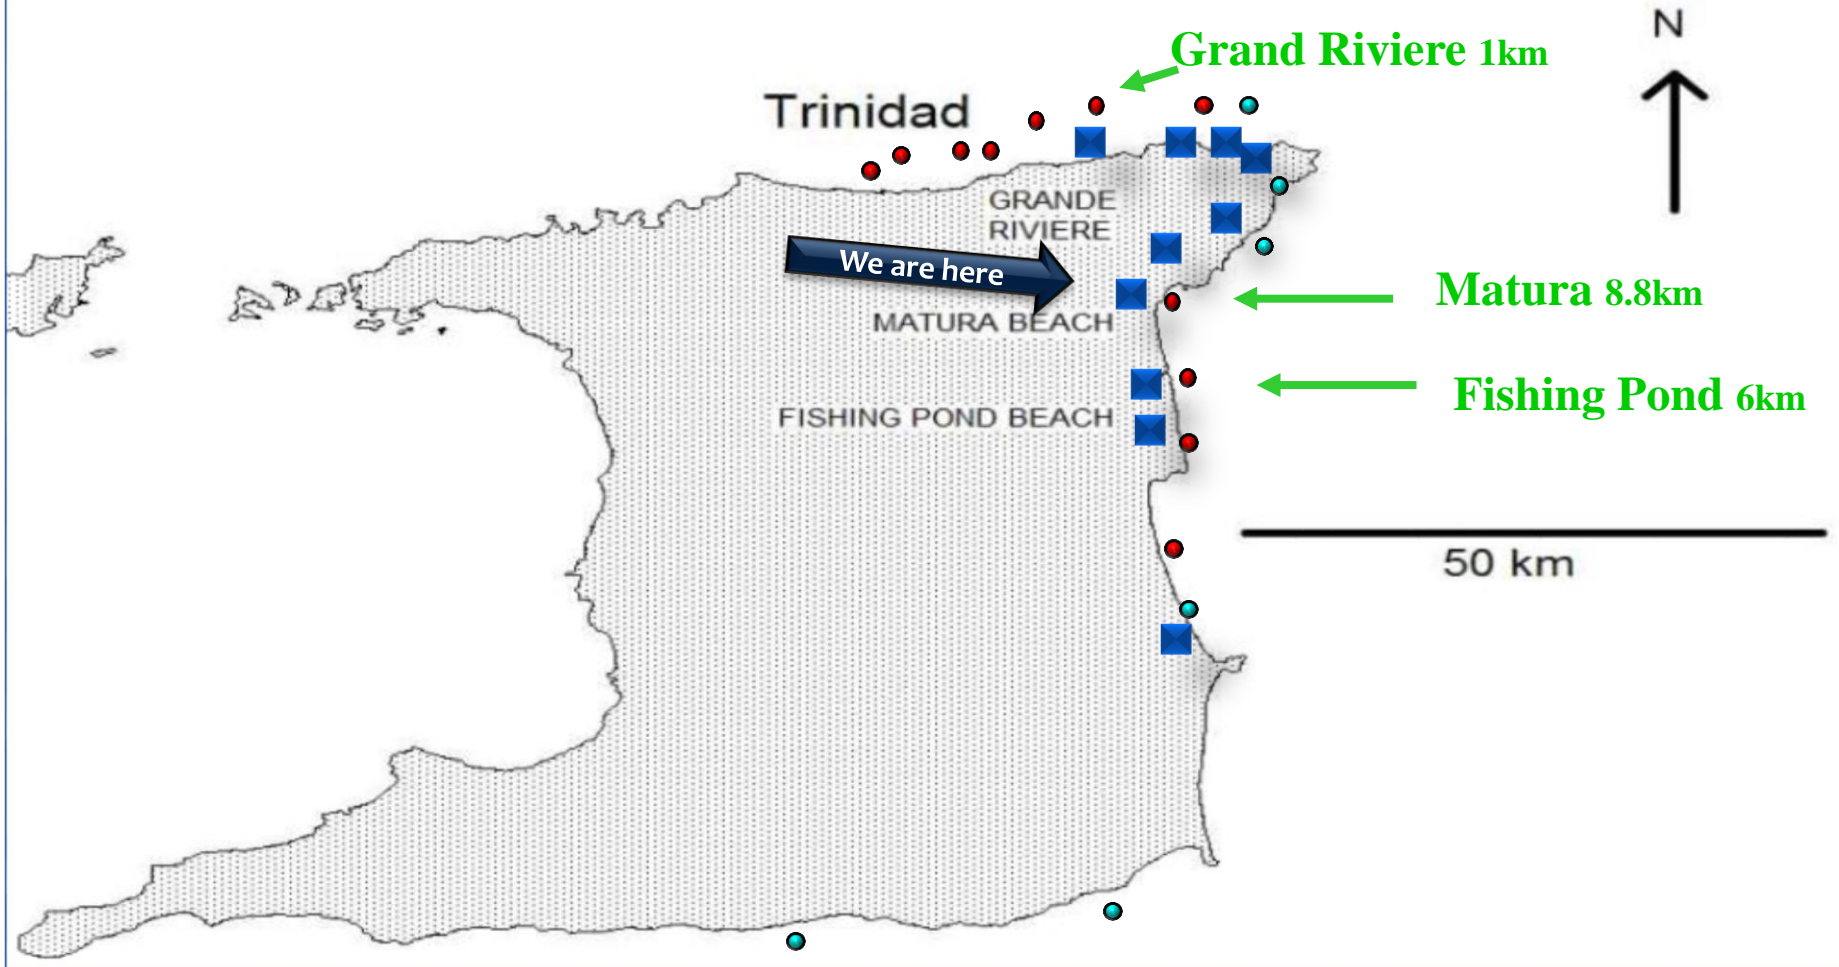 N
Grand Riviere 1km
Trinidad
GRANDE
RIVIERE
We are here
Matura 8.8km
MATURA BEACH
Fishing Pond 6km
FISHING POND BEACH
50 km